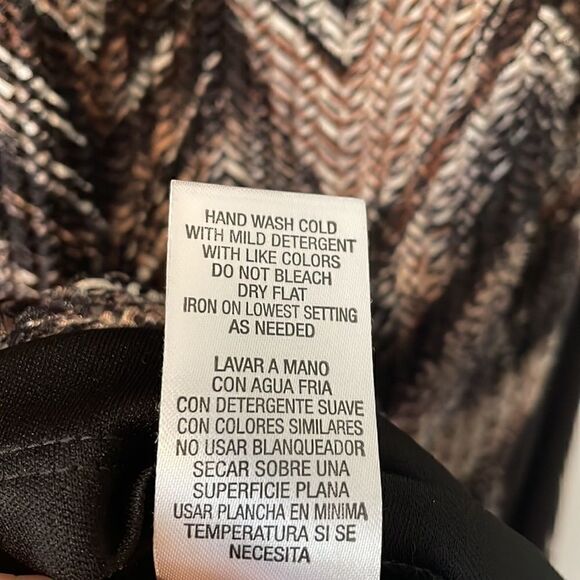 HAND WASH COLD
WITH MILD DETERGENT
WITH LIKE COLORS
DO NOT BLEACH
DRY FLAT
IRON ON LOWEST SETTING
AS NEEDED
LAVAR A MANO
CON AGUA FRIA
CON DETERGENTE SUAVE
CON COLORES SIMILARES
NO USAR BLANQUEADOR
SECAR SOBRE UNA
SUPERFICIE PLANA
USAR PLANCHA EN MINIMA
TEMPERATURA SI SE
NECESITA